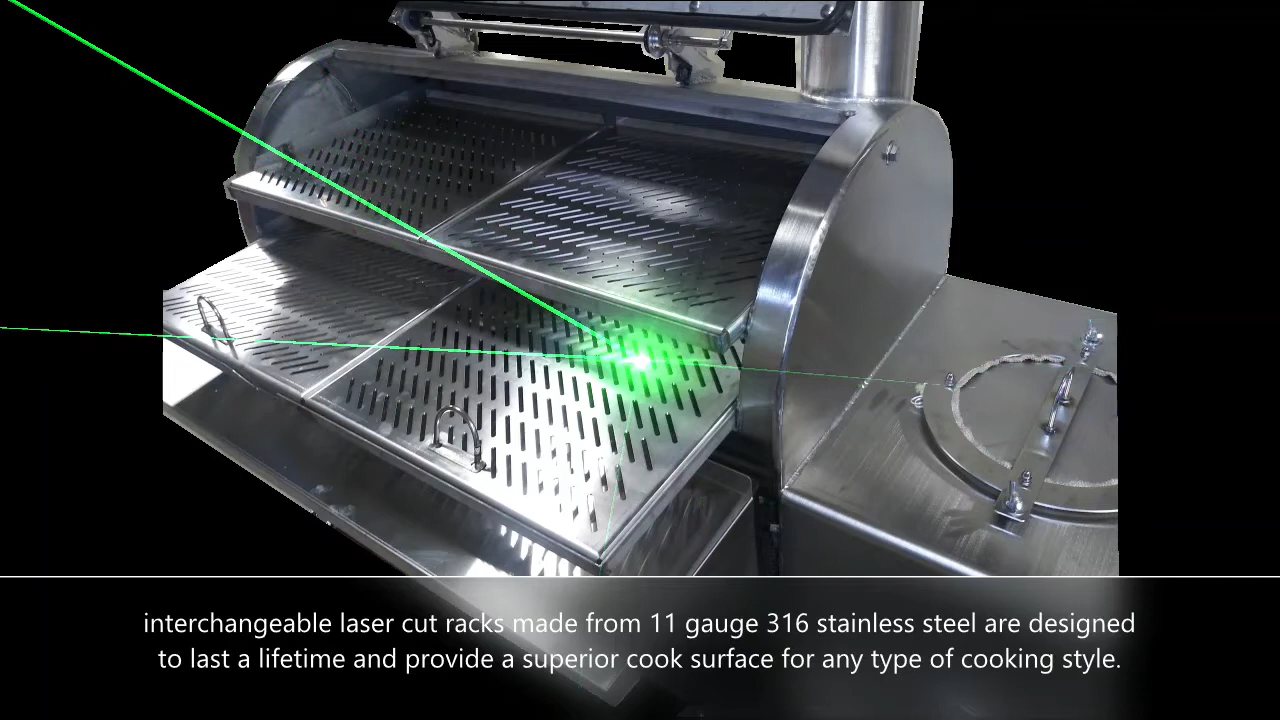 interchangeable laser cut racks made from 11 gauge 316 stainless steel are designed
to last a lifetime and provide a superior cook surface for any type of cooking style.